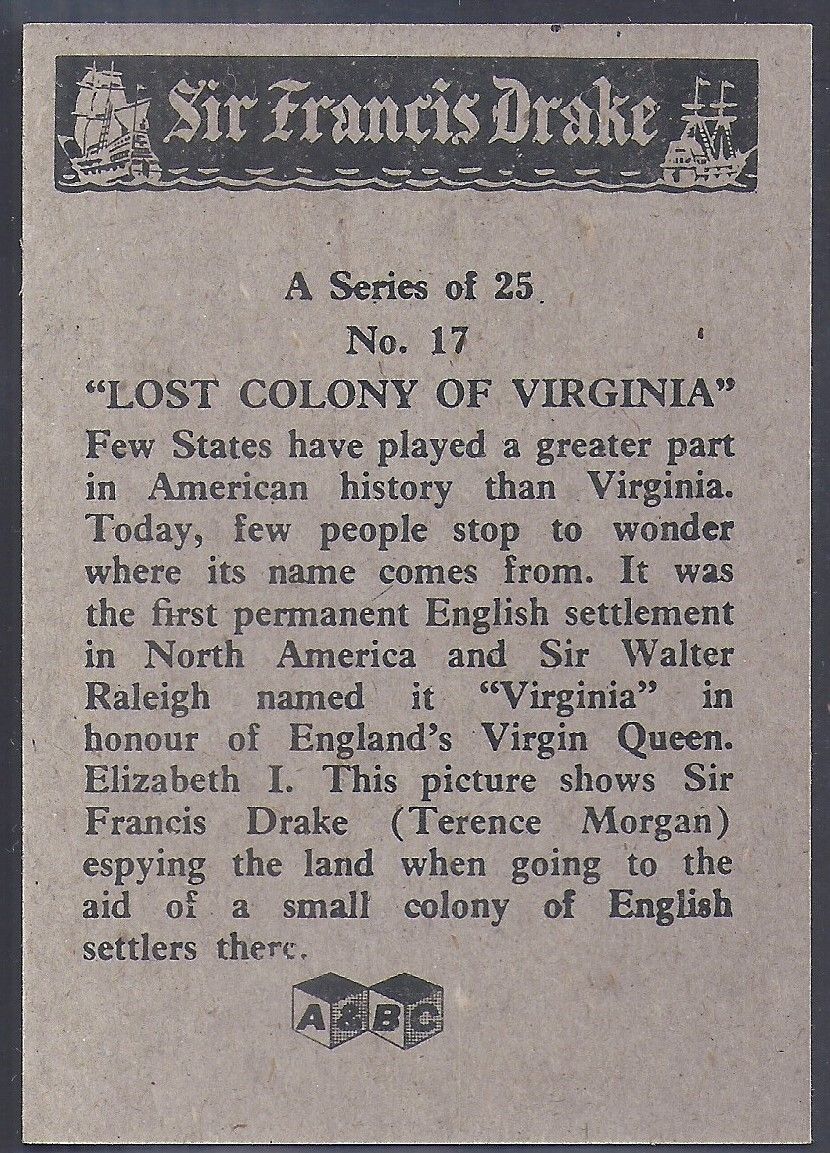 Sir Francis Drake
A Series of 25
No. 17
“LOST COLONY OF VIRGINIA”
Few States have played a greater part
in American history than Virginia.
Today, few people stop to wonder
where its name comes from. It was
the first permanent English settlement
in North America and Sir Walter
Raleigh named it “Virginia” in
honour of England’s Virgin Queen.
Elizabeth I. This picture shows Sir
Francis Drake (Terence Morgan)
espying the land when going to the
aid of a small colony of English
settlers there.
A&BC